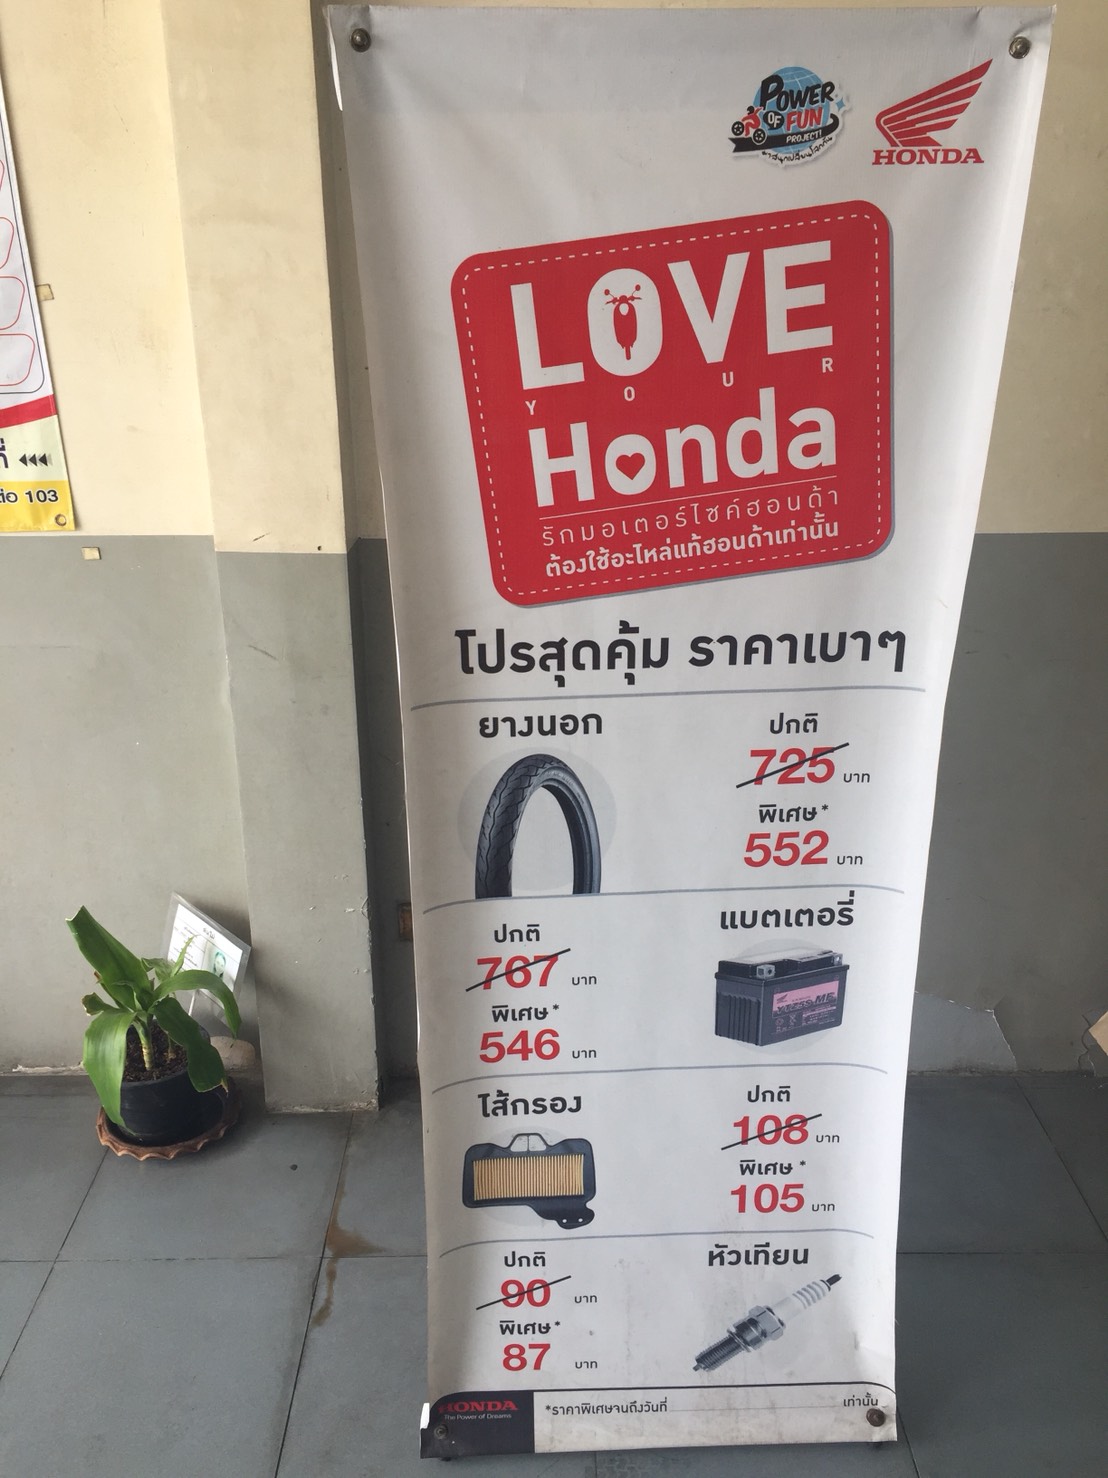 POWER
OF FUN
PROJECT!
HONDA
LOVE
YOUR
Honda
รักมอเตอร์ไซค์ฮอนด้า
ต้องใช้อะไหล่แท้ฮอนด้าเท่านั้น
โปรสุดคุ้ม ราคาเบาๆ
ยางนอก
ปกติ
725 บาท
พิเศษ*
552 บาท
แบตเตอรี่
ปกติ
767 บาท
พิเศษ*
546 บาท
ไส้กรอง
ปกติ
108 บาท
พิเศษ*
105 บาท
หัวเทียน
ปกติ
90 บาท
พิเศษ*
87 บาท
HONDA
The Power of Dreams
*ราคาพิเศษจนถึงวันที่ เท่านั้น
ต่อ 103